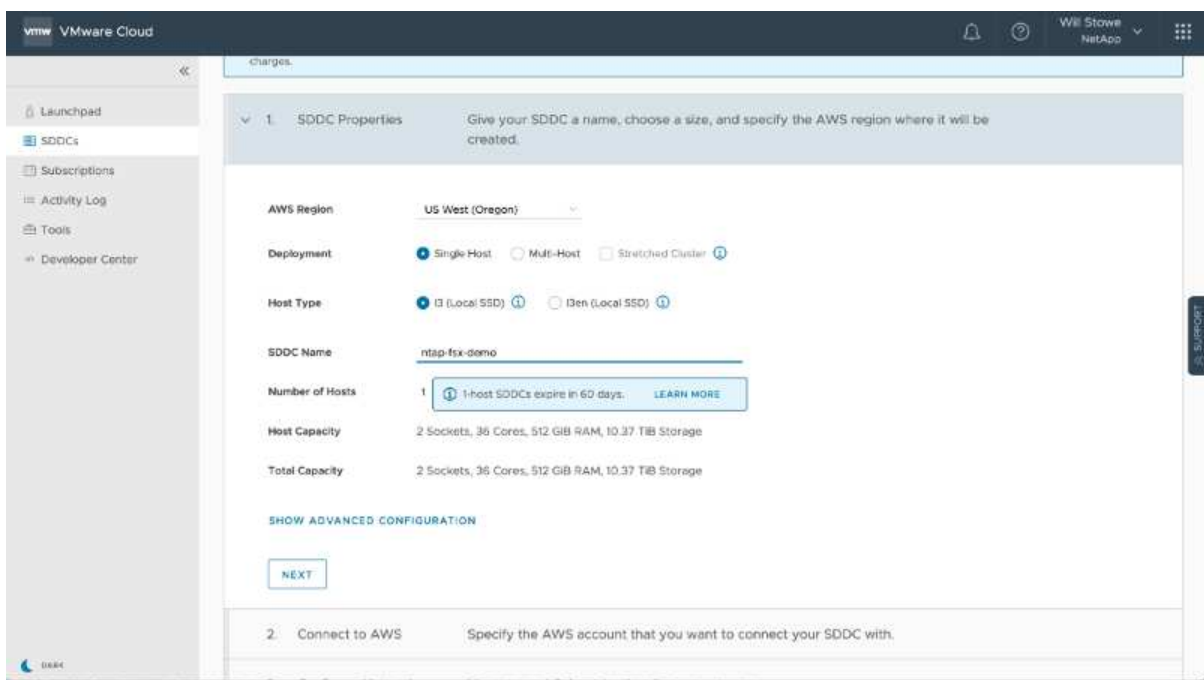 vmw VMware Cloud
Will Stowe
NetApp
charges.
Launchpad
SDDCs
Subscriptions
Activity Log
Tools
Developer Center
DARK
1. SDDC Properties Give your SDDC a name, choose a size, and specify the AWS region where it will be
created.
AWS Region US West (Oregon)
Deployment Single Host Multi-Host Stretched Cluster
Host Type I3 (Local SSD) I3en (Local SSD)
SDDC Name ntap-fsx-demo
Number of Hosts 1 1-host SDDCs expire in 60 days. LEARN MORE
Host Capacity 2 Sockets, 36 Cores, 512 GiB RAM, 10.37 TiB Storage
Total Capacity 2 Sockets, 36 Cores, 512 GiB RAM, 10.37 TiB Storage
SHOW ADVANCED CONFIGURATION
NEXT
2. Connect to AWS Specify the AWS account that you want to connect your SDDC with.
SUPPORT